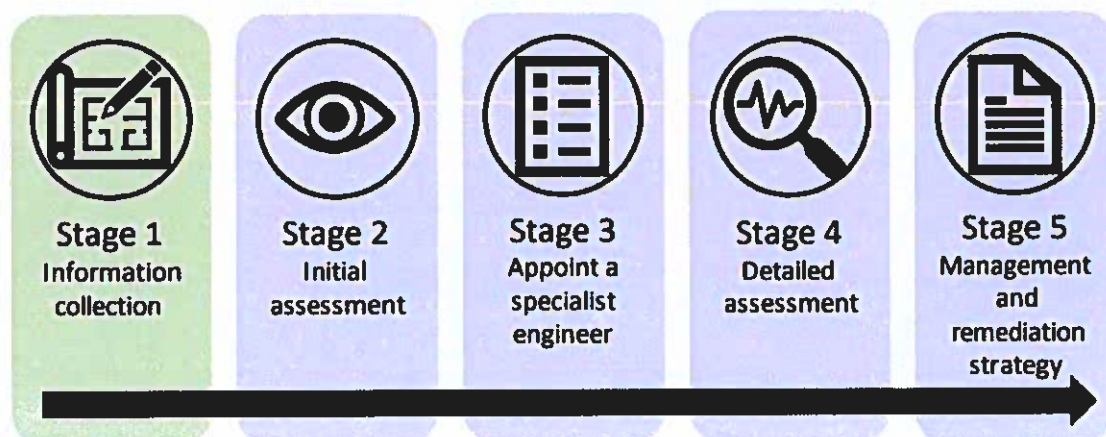 Stage 1
Information
collection
Stage 2
Initial
assessment
Stage 3
Appoint a
specialist
engineer
Stage 4
Detailed
assessment
Stage 5
Management
and
remediation
strategy